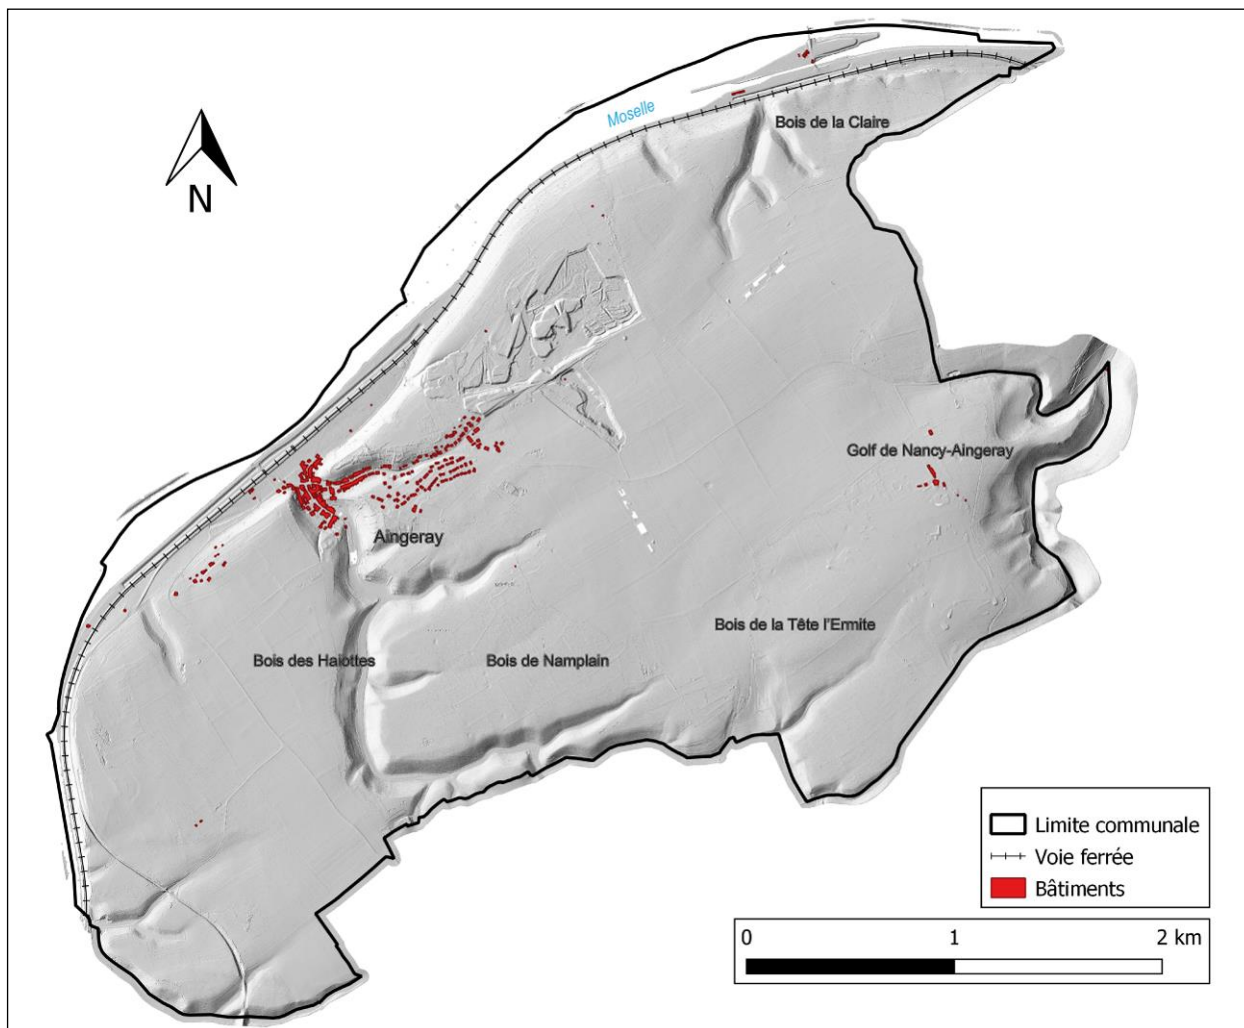 Moselle
Bois de la Claire
N
Golf de Nancy-Aingeray
Aingeray
Bois de la Tête l'Ermite
Bois des Haiottes
Bois de Namplain
Limite communale
Voie ferrée
Bâtiments
0 1 2 km